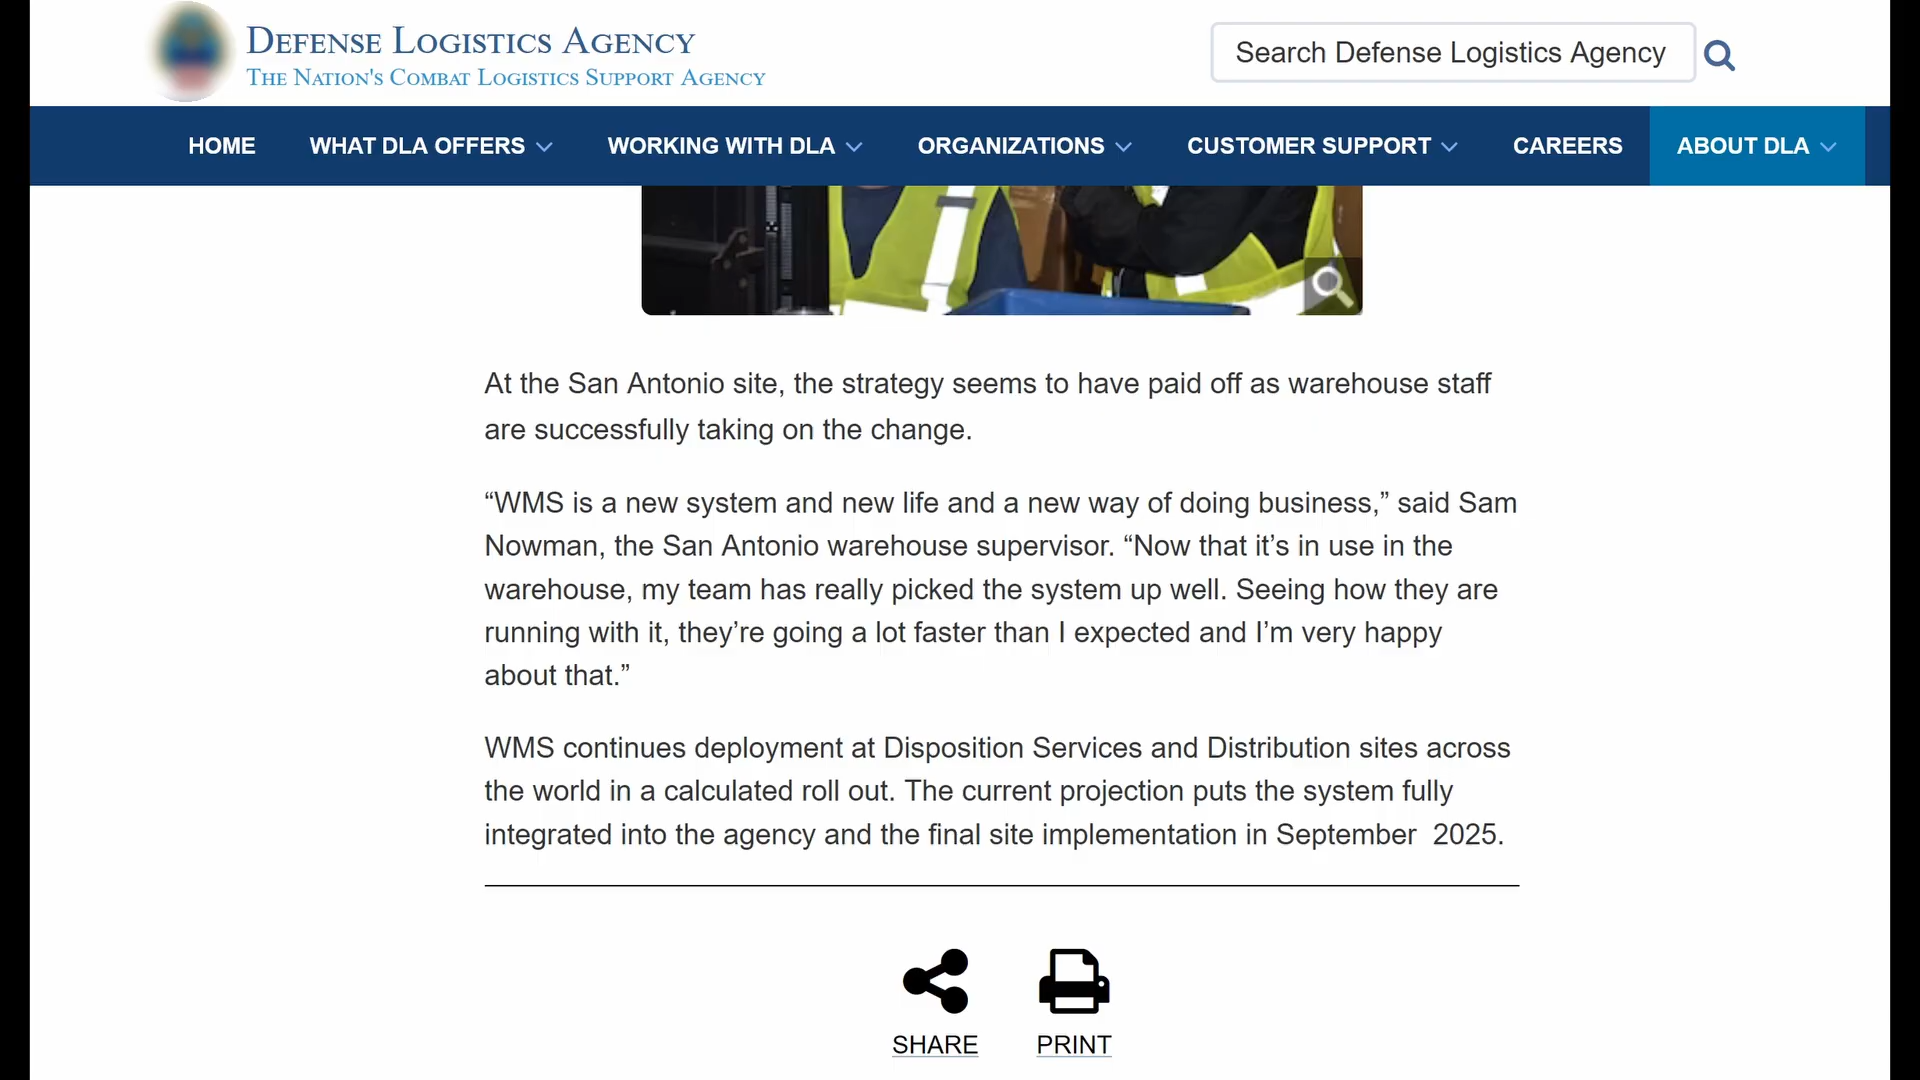 DEFENSE LOGISTICS AGENCY
THE NATION'S COMBAT LOGISTICS SUPPORT AGENCY
Search Defense Logistics Agency
HOME WHAT DLA OFFERS WORKING WITH DLA ORGANIZATIONS CUSTOMER SUPPORT CAREERS ABOUT DLA
At the San Antonio site, the strategy seems to have paid off as warehouse staff
are successfully taking on the change.
“WMS is a new system and new life and a new way of doing business,” said Sam
Nowman, the San Antonio warehouse supervisor. “Now that it’s in use in the
warehouse, my team has really picked the system up well. Seeing how they are
running with it, they’re going a lot faster than I expected and I’m very happy
about that.”
WMS continues deployment at Disposition Services and Distribution sites across
the world in a calculated roll out. The current projection puts the system fully
integrated into the agency and the final site implementation in September  2025.
SHARE PRINT